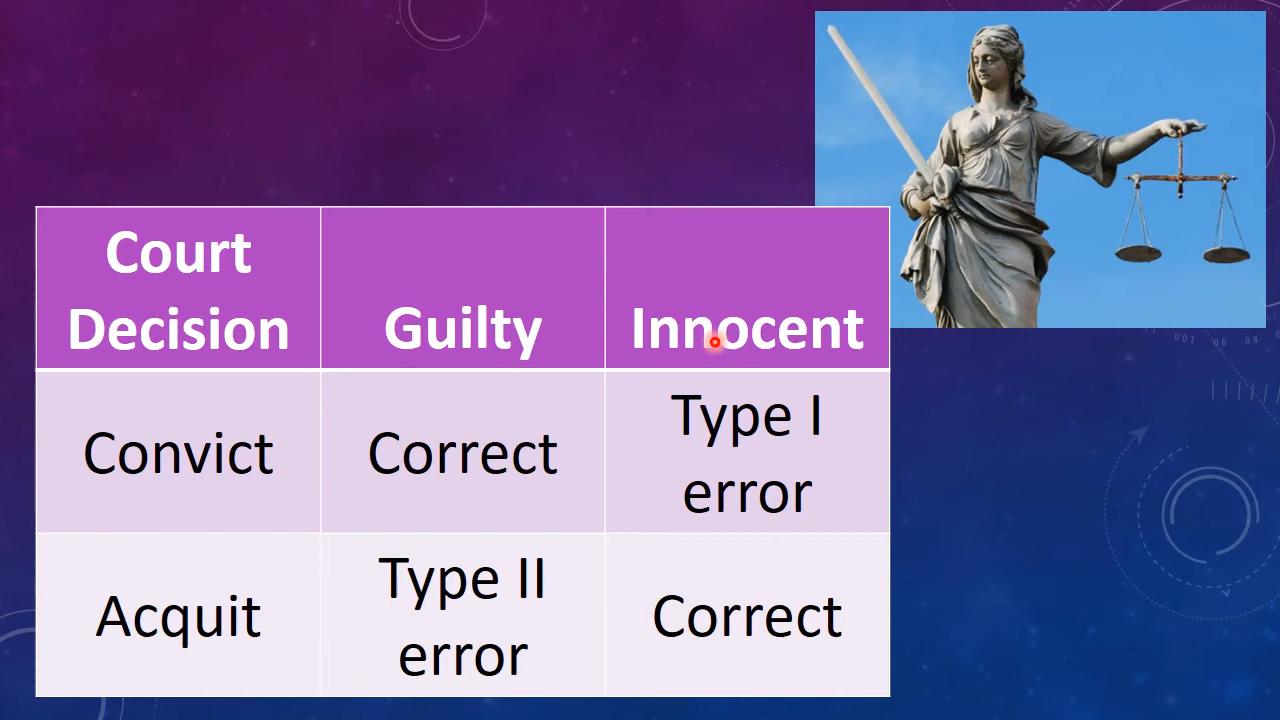 Court
Decision
Guilty
Innocent
Convict
Correct
Type I
error
Acquit
Type II
error
Correct